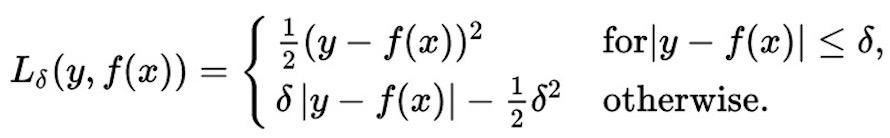 L_δ(y, f(x)) = { ½(y − f(x))² for|y − f(x)| ≤ δ,
δ |y − f(x)| − ½δ² otherwise.